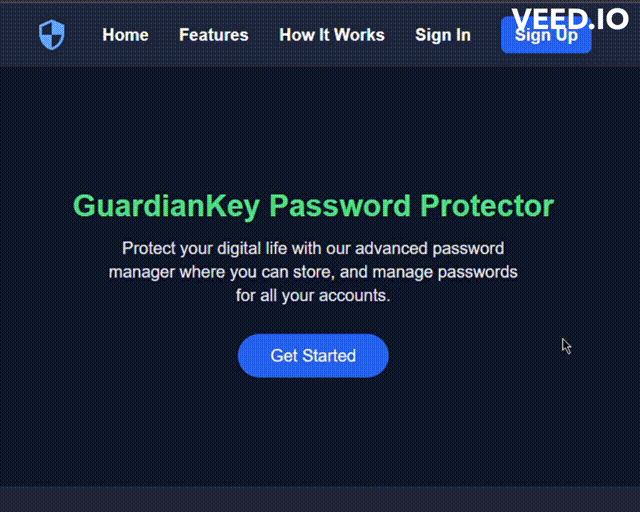 VEED.IO
Home Features How It Works Sign In Sign Up
GuardianKey Password Protector
Protect your digital life with our advanced password
manager where you can store, and manage passwords
for all your accounts.
Get Started